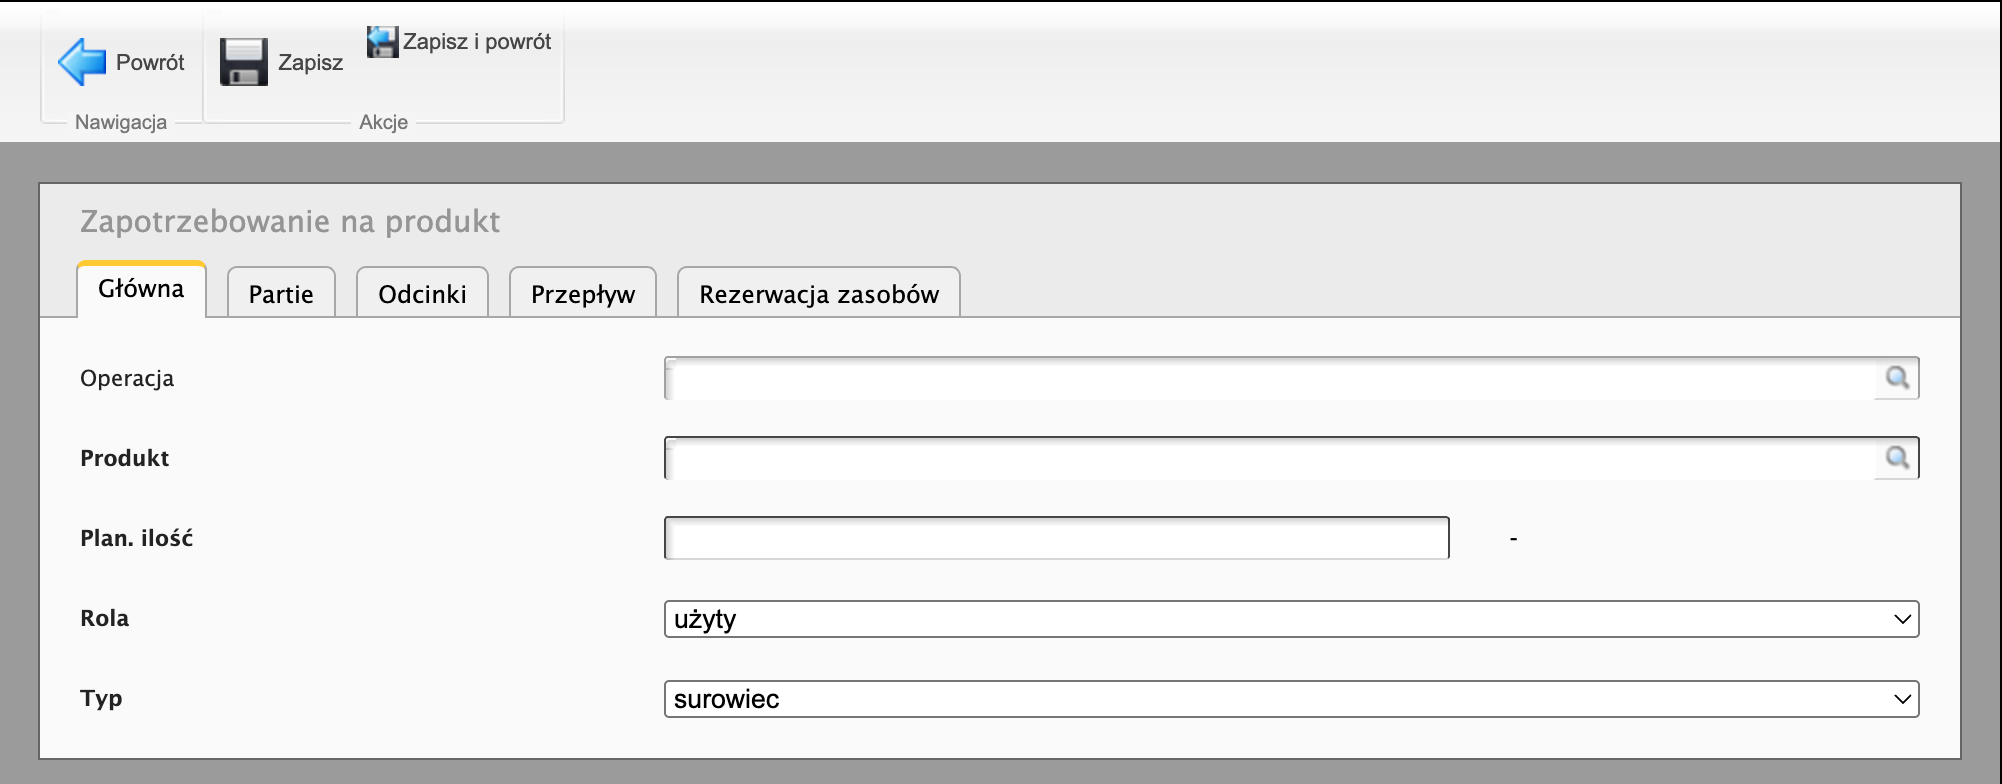 Powrót
Zapisz
Zapisz i powrót
Nawigacja
Akcje
Zapotrzebowanie na produkt
Główna
Partie
Odcinki
Przepływ
Rezerwacja zasobów
Operacja
Produkt
Plan. ilość
-
Rola
użyty
Typ
surowiec